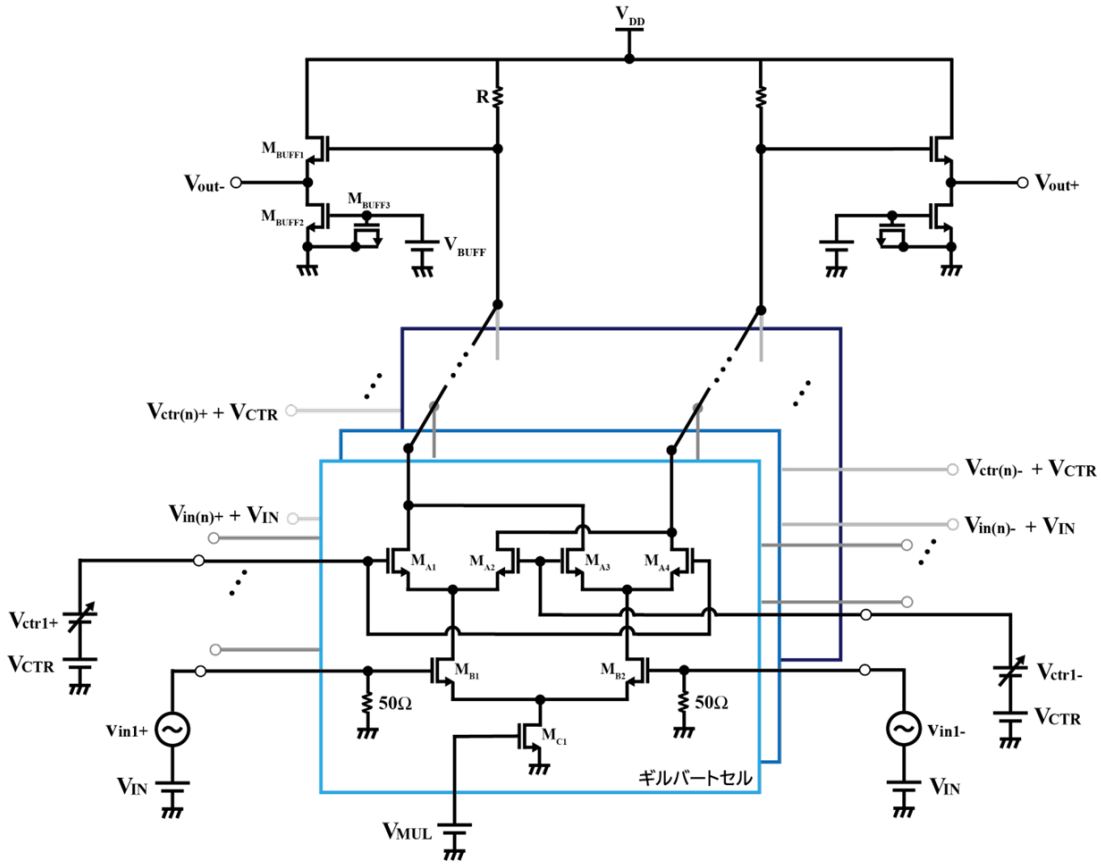 VDD
R
MBUFF1
Vout-
Vout+
MBUFF3
MBUFF2
VBUFF
Vctr(n)+ + VCTR
Vctr(n)- + VCTR
Vin(n)+ + VIN
Vin(n)- + VIN
MA1
MA2
MA3
MA4
Vctr1+
VCTR
MB1
MB2
Vctr1-
50Ω
50Ω
VCTR
vin1+
MC1
vin1-
ギルバートセル
VIN
VIN
VMUL